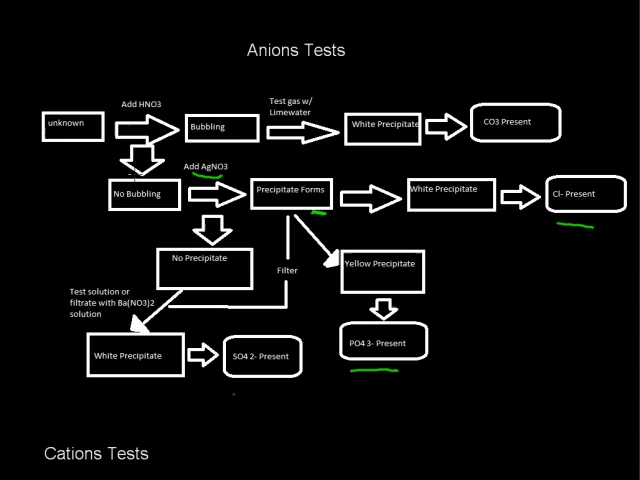 Anions Tests
Add HNO3
Test gas w/
Limewater
unknown
Bubbling
White Precipitate
CO3 Present
Add AgNO3
No Bubbling
Precipitate Forms
White Precipitate
Cl- Present
No Precipitate
Filter
Yellow Precipitate
Test solution or
filtrate with Ba(NO3)2
solution
White Precipitate
SO4 2- Present
PO4 3- Present
Cations Tests